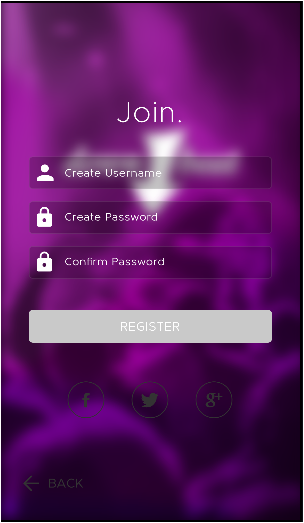 Join.
Create Username
Create Password
Confirm Password
REGISTER
f
g+
BACK